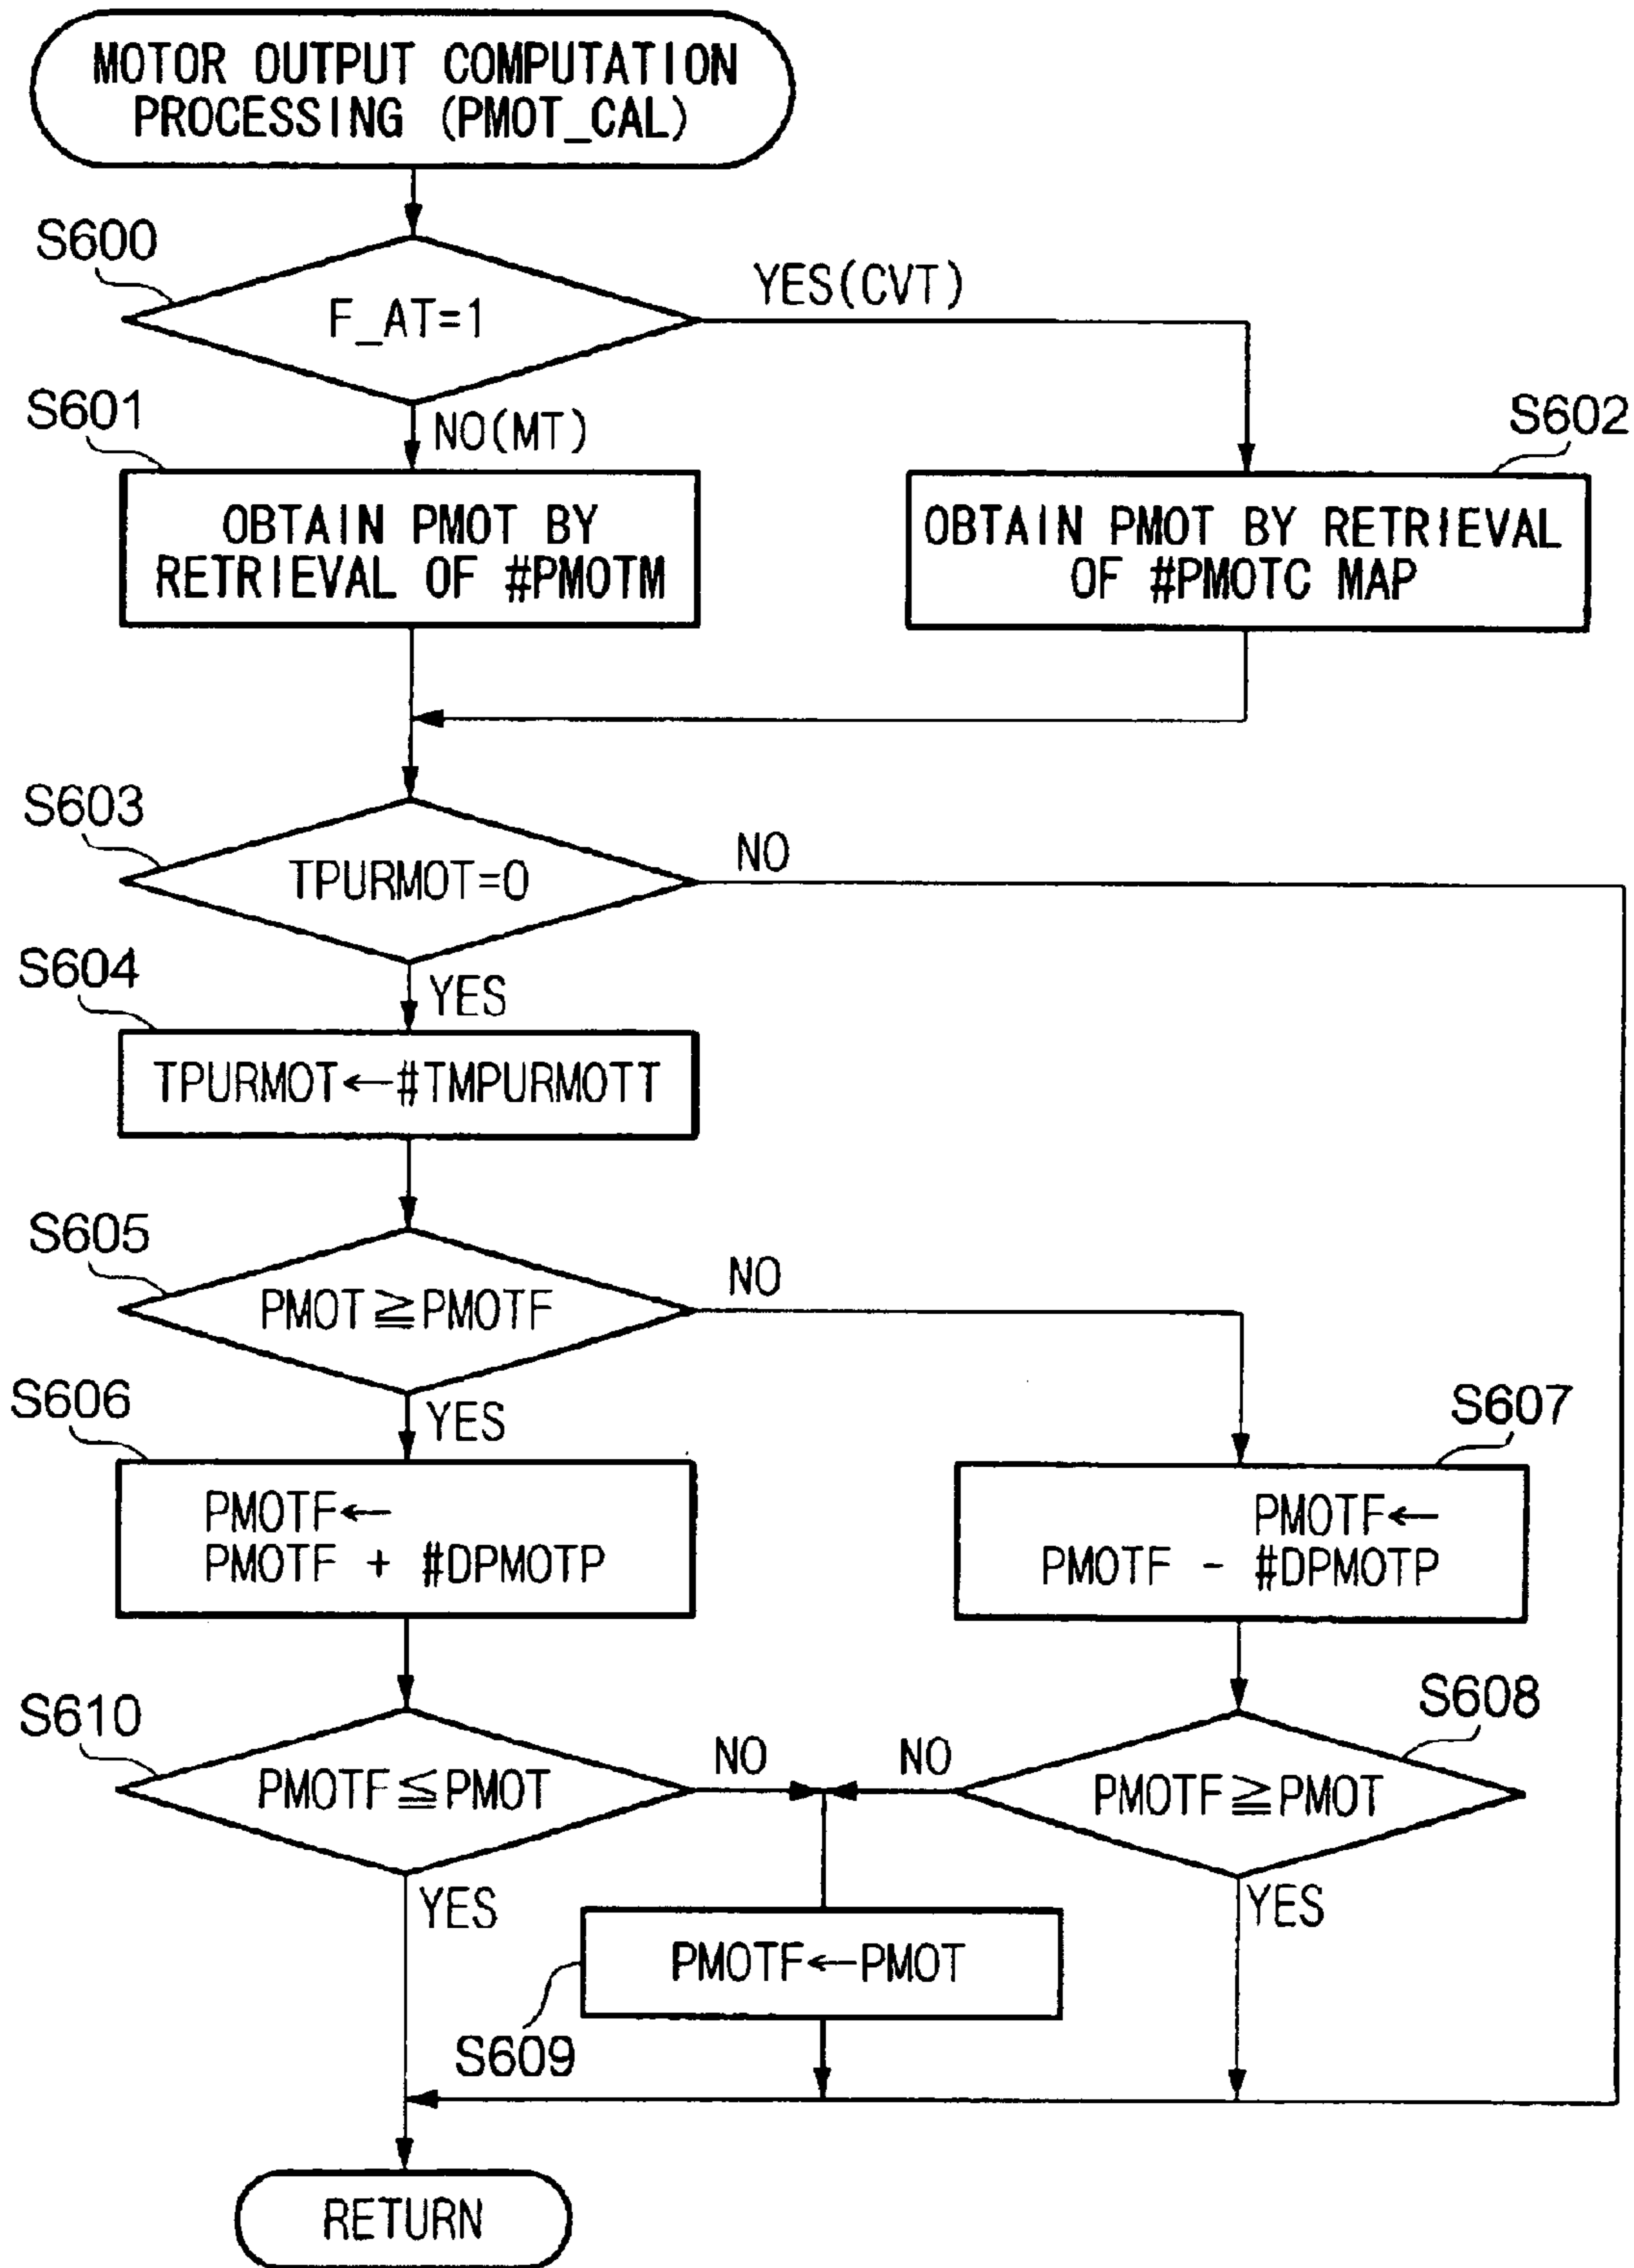 MOTOR OUTPUT COMPUTATION
PROCESSING (PMOT_CAL)
S600
F_AT=1
YES(CVT)
S601
NO(MT)
S602
OBTAIN PMOT BY
RETRIEVAL OF #PMOTM
OBTAIN PMOT BY RETRIEVAL
OF #PMOTC MAP
S603
TPURMOT=0
NO
S604
YES
TPURMOT←#TMPURMOTT
S605
PMOT≧PMOTF
NO
S606
YES
S607
PMOTF←
PMOTF + #DPMOTP
PMOTF←
PMOTF - #DPMOTP
S610
PMOTF≦PMOT
NO
NO
S608
PMOTF≧PMOT
YES
YES
PMOTF←PMOT
S609
RETURN